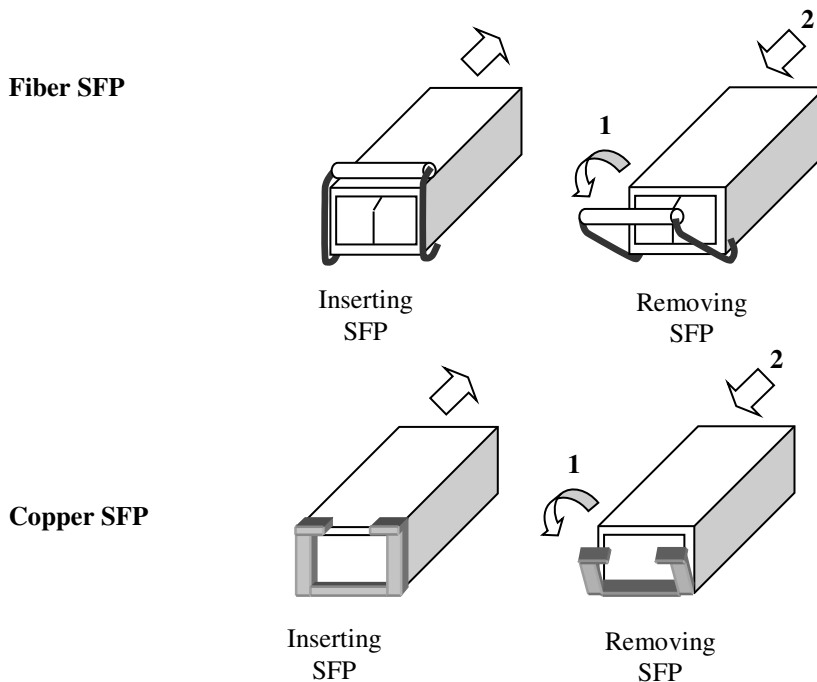 2
Fiber SFP
1
Inserting
SFP
Removing
SFP
2
1
Copper SFP
Inserting
SFP
Removing
SFP